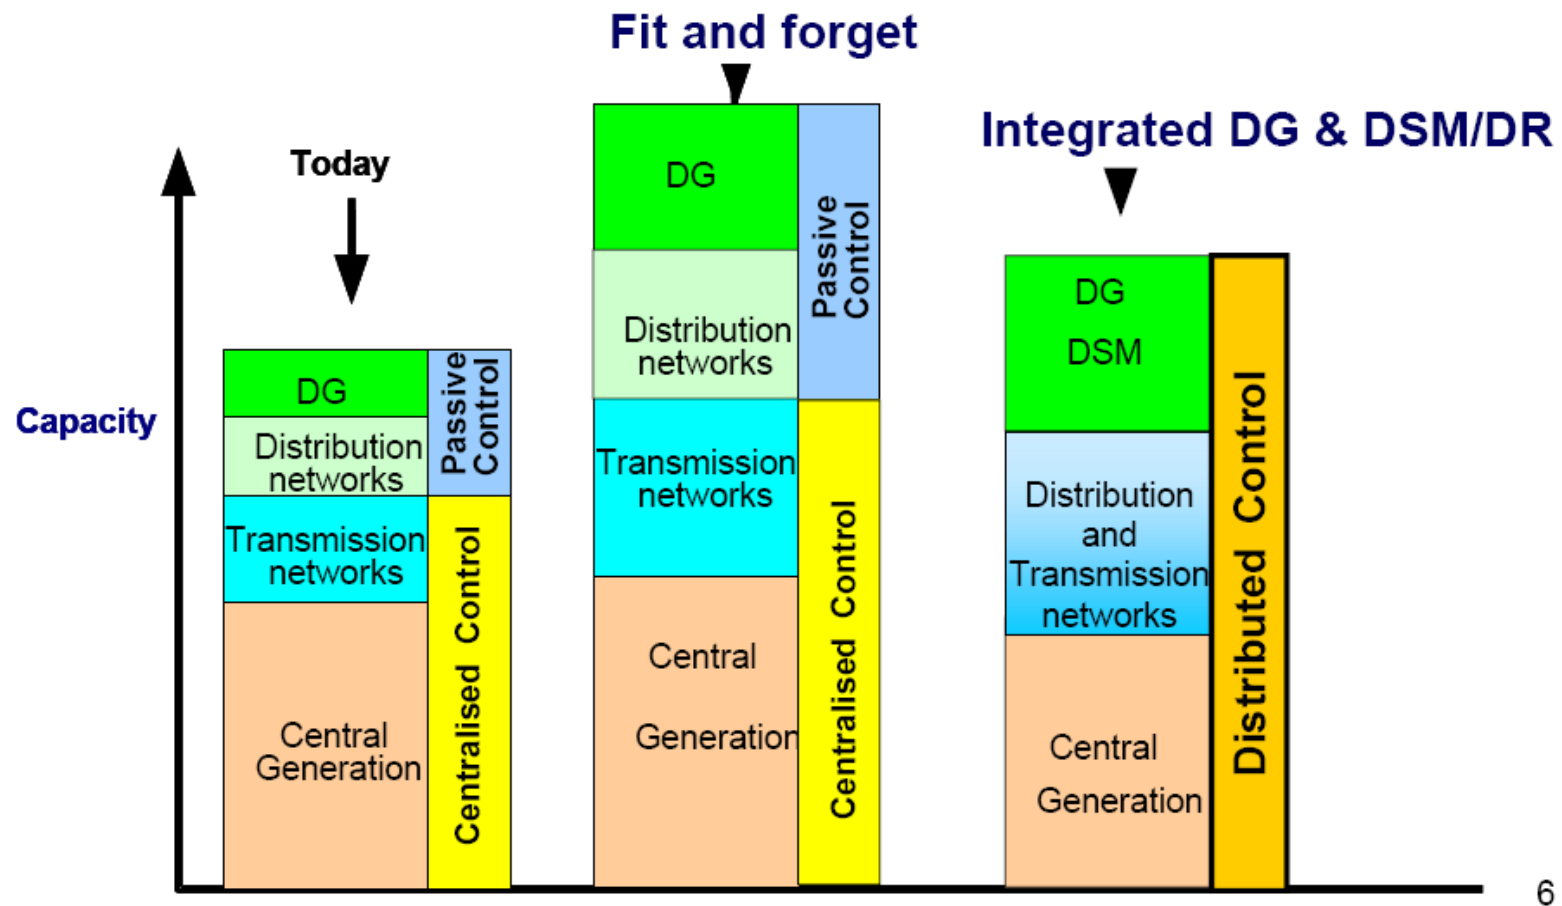 Fit and forget
Integrated DG & DSM/DR
Today
Capacity
DG
Distribution
networks
Transmission
networks
Central
Generation
Passive
Control
Centralised Control
DG
Distribution
networks
Transmission
networks
Central
Generation
Passive
Control
Centralised Control
DG
DSM
Distribution
and
Transmission
networks
Central
Generation
Distributed Control
6